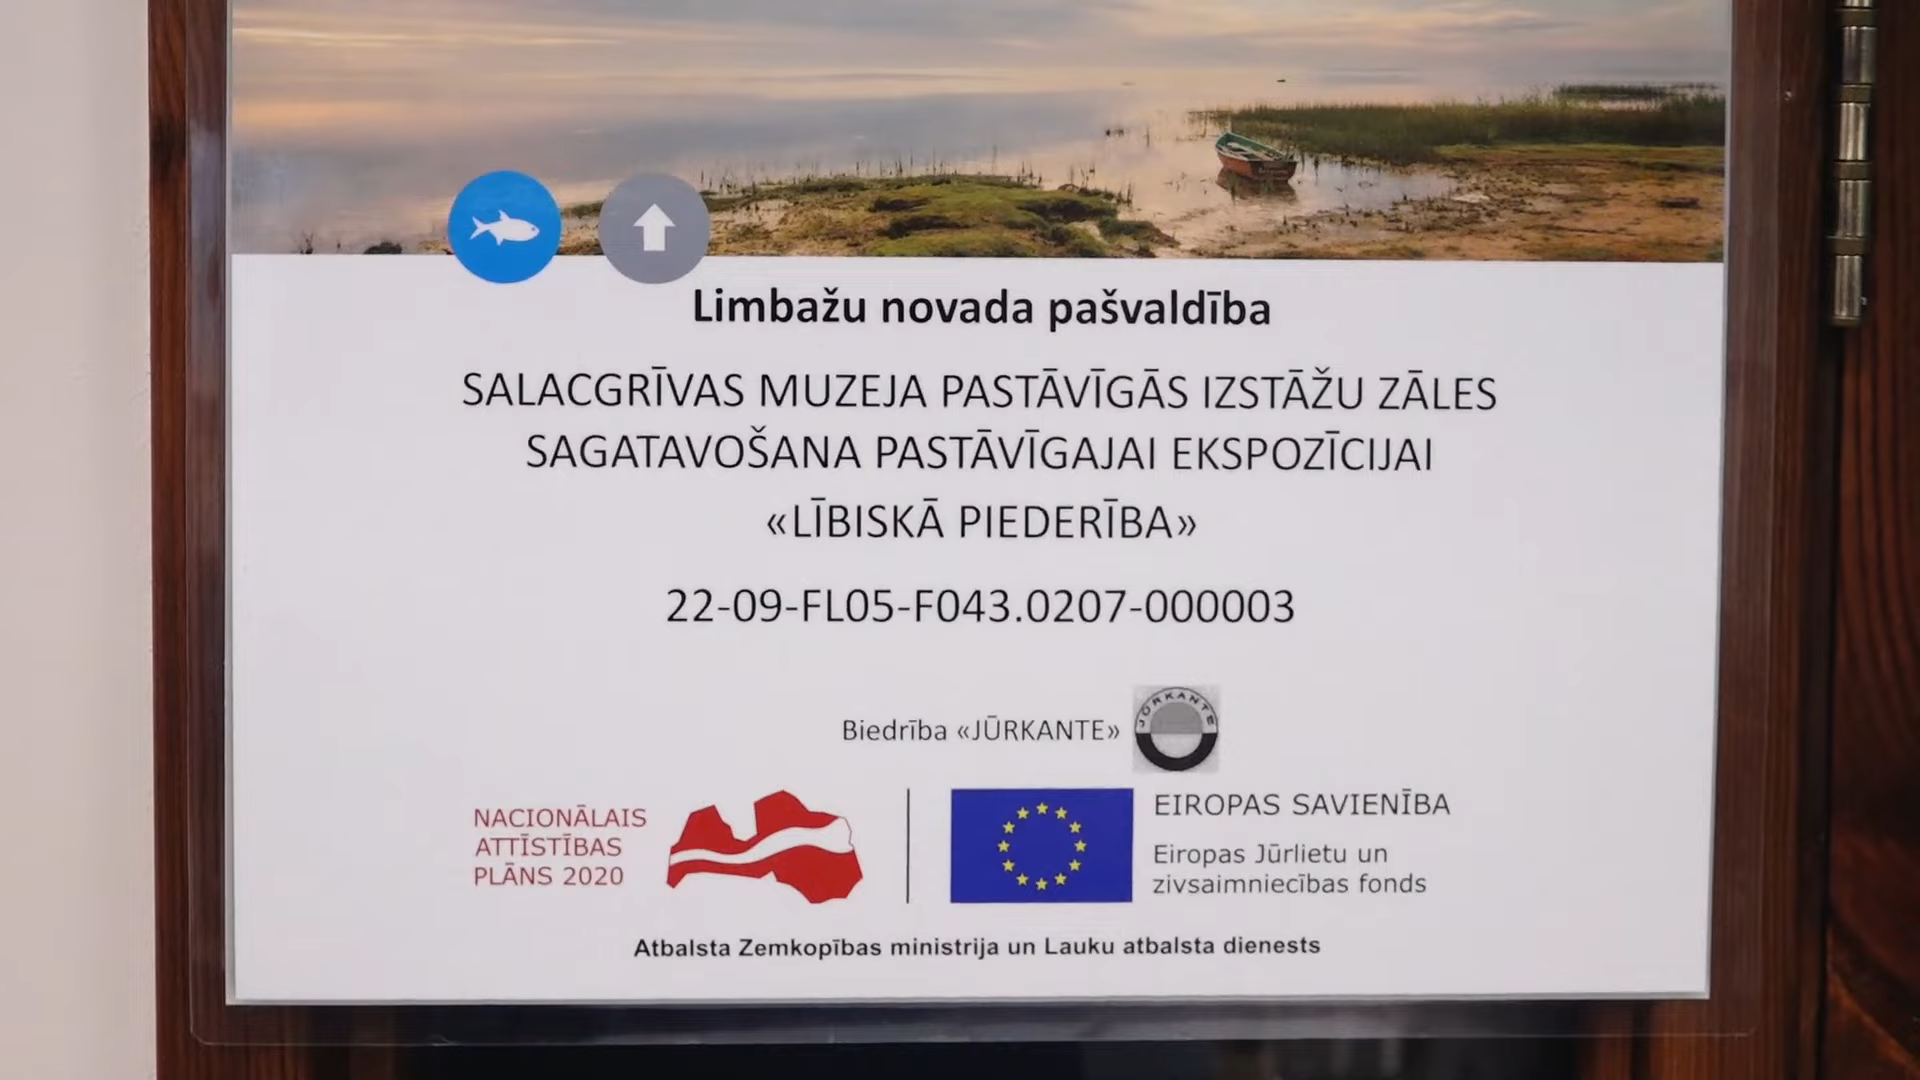 Limbažu novada pašvaldība
SALACGRĪVAS MUZEJA PASTĀVĪGĀS IZSTĀŽU ZĀLES
SAGATAVOŠANA PASTĀVĪGAJAI EKSPOZĪCIJAI
«LĪBISKĀ PIEDERĪBA»
22-09-FL05-F043.0207-000003
Biedrība «JŪRKANTE»
JŪRKANTE
NACIONĀLAIS
ATTĪSTĪBAS
PLĀNS 2020
EIROPAS SAVIENĪBA
Eiropas Jūrlietu un
zivsaimniecības fonds
Atbalsta Zemkopības ministrija un Lauku atbalsta dienests